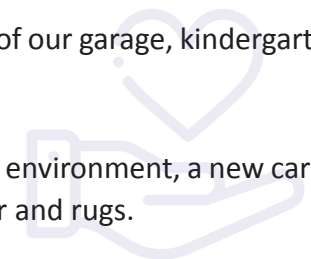 of our garage, kindergart
environment, a new car
r and rugs.